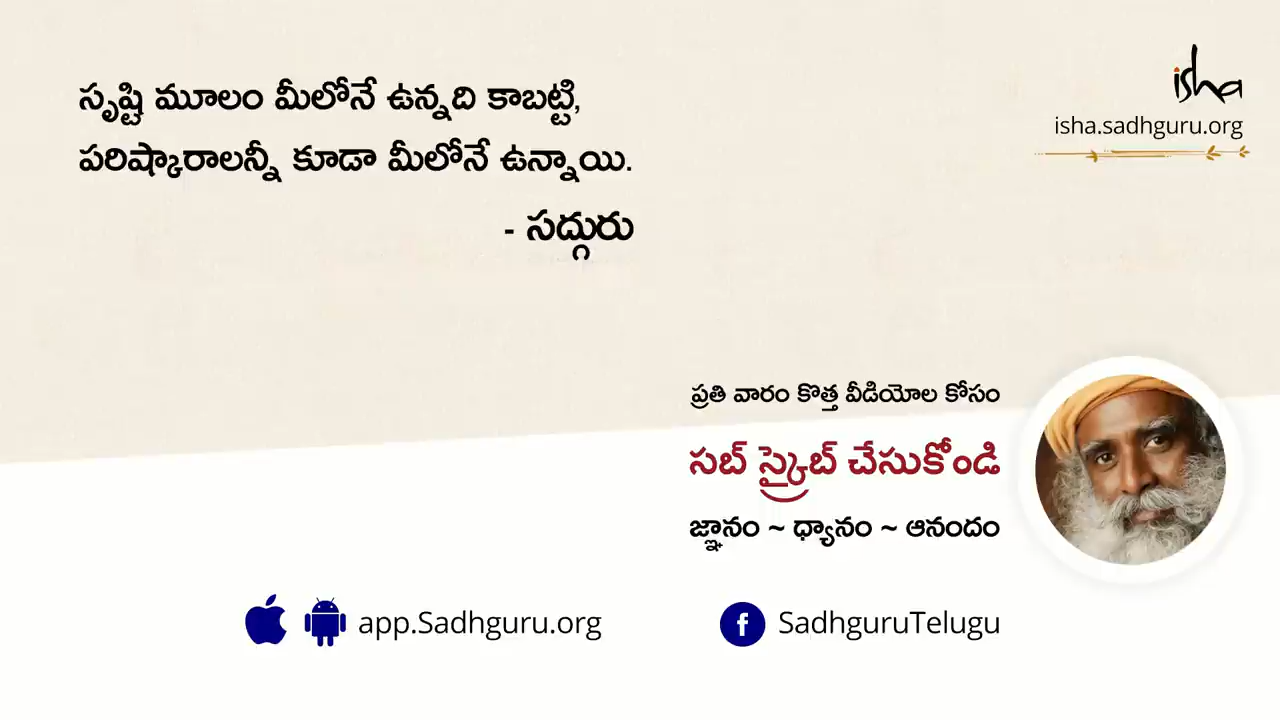 సృష్టి మూలం మీలోనే ఉన్నది కాబట్టి,
పరిష్కారాలన్నీ కూడా మీలోనే ఉన్నాయి.
- సద్గురు
isha
isha.sadhguru.org
ప్రతి వారం కొత్త వీడియోల కోసం
సబ్ స్క్రైబ్ చేసుకోండి
జ్ఞానం ~ ధ్యానం ~ ఆనందం
app.Sadhguru.org
SadhguruTelugu